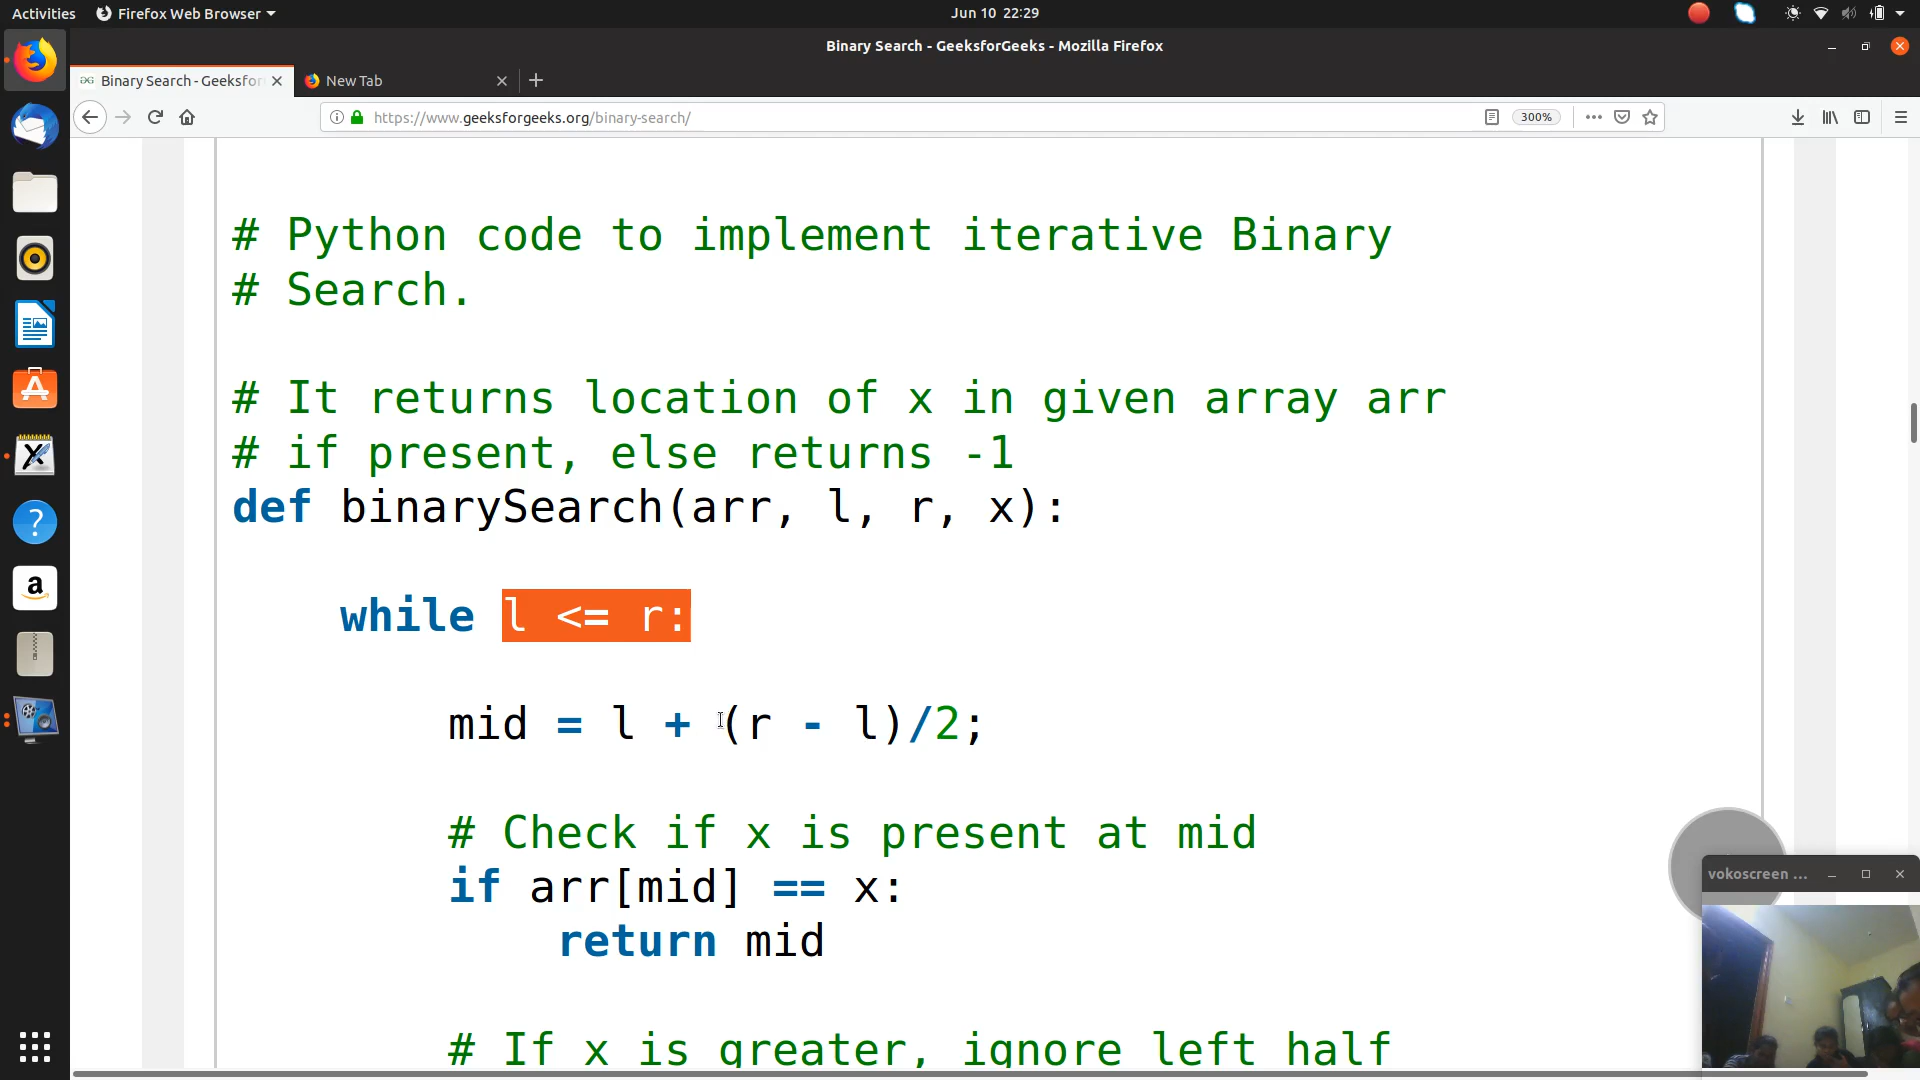 Activities Firefox Web Browser Jun 10 22:29
Binary Search - GeeksforGeeks - Mozilla Firefox
Binary Search - Geeksfor New Tab
https://www.geeksforgeeks.org/binary-search/ 300%
# Python code to implement iterative Binary
# Search.
# It returns location of x in given array arr
# if present, else returns -1
def binarySearch(arr, l, r, x):
while l <= r:
mid = l + (r - l)/2;
# Check if x is present at mid
if arr[mid] == x:
return mid
# If x is greater, ignore left half
vokoscreen ...